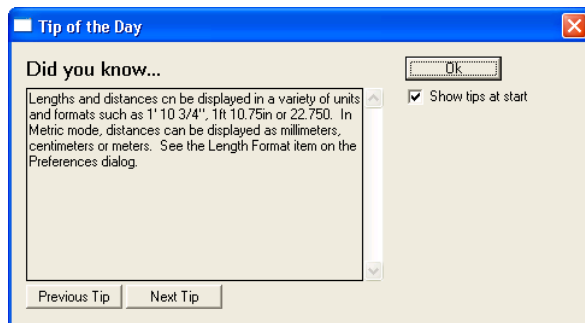 Tip of the Day
Did you know...
Ok
Show tips at start
Lengths and distances cn be displayed in a variety of units
and formats such as 1' 10 3/4", 1ft 10.75in or 22.750.  In
Metric mode, distances can be displayed as millimeters,
centimeters or meters.  See the Length Format item on the
Preferences dialog.
Previous Tip
Next Tip